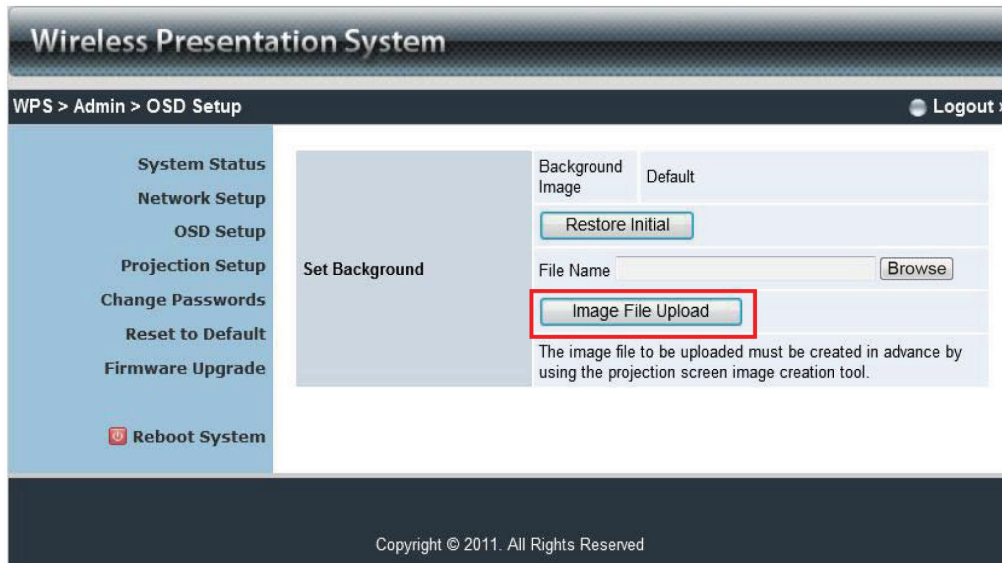 Wireless Presentation System
WPS > Admin > OSD Setup
Logout
System Status
Network Setup
OSD Setup
Projection Setup
Change Passwords
Reset to Default
Firmware Upgrade
Reboot System
Set Background
Background
Image
Default
Restore Initial
File Name
Browse
Image File Upload
The image file to be uploaded must be created in advance by
using the projection screen image creation tool.
Copyright © 2011. All Rights Reserved